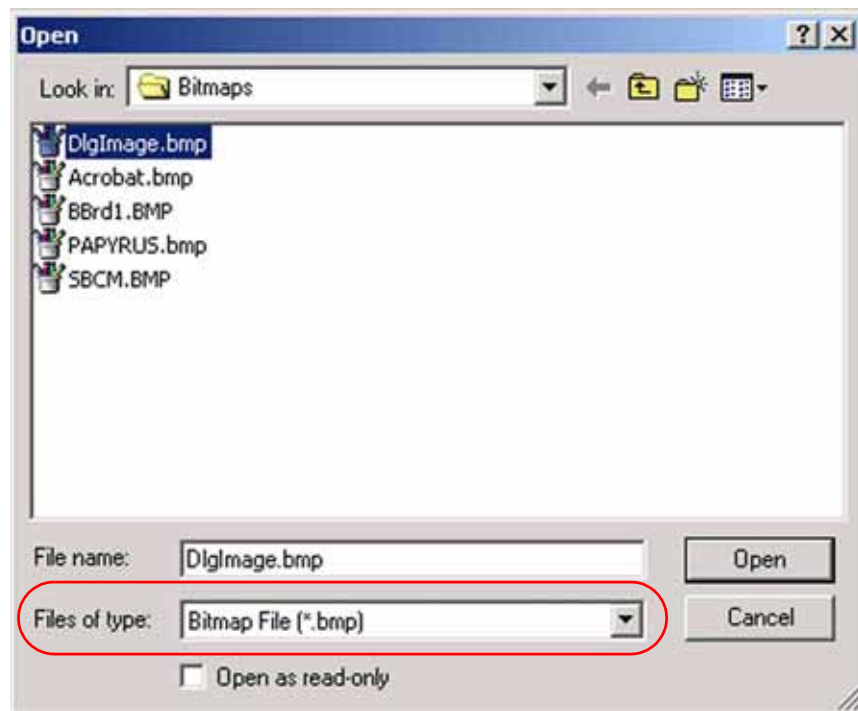 Open
Look in: Bitmaps
DlgImage.bmp
Acrobat.bmp
BBrd1.BMP
PAPYRUS.bmp
SBCM.BMP
File name: DlgImage.bmp Open
Files of type: Bitmap File (*.bmp) Cancel
Open as read-only